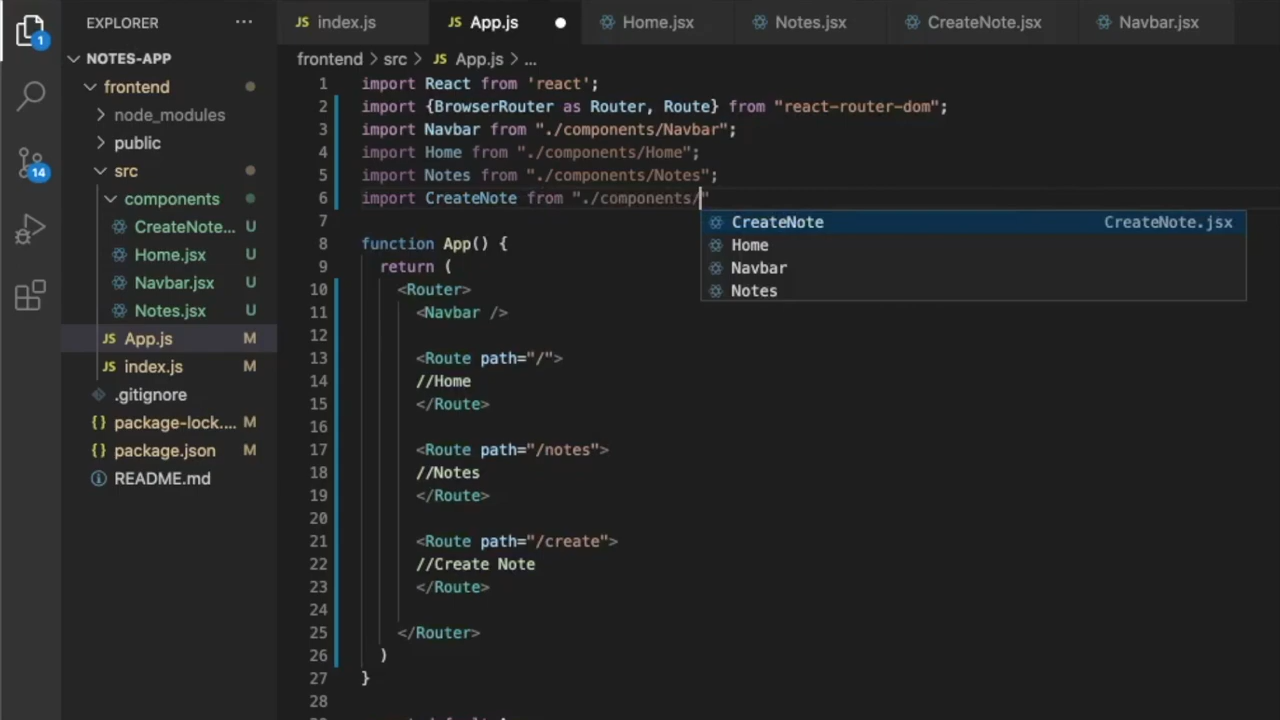 EXPLORER ...
index.js App.js Home.jsx Notes.jsx CreateNote.jsx Navbar.jsx
1
NOTES-APP
frontend
node_modules
public
src
components
CreateNote... U
Home.jsx U
Navbar.jsx U
Notes.jsx U
JS App.js M
JS index.js M
.gitignore
{} package-lock.... M
{} package.json M
README.md
14
JS JS
frontend > src > JS App.js > ...
1 import React from 'react';
2 import {BrowserRouter as Router, Route} from "react-router-dom";
3 import Navbar from "./components/Navbar";
4 import Home from "./components/Home";
5 import Notes from "./components/Notes";
6 import CreateNote from "./components/"
7
8 function App() {
9 return (
10 <Router>
11 <Navbar />
12
13 <Route path="/">
14 //Home
15 </Route>
16
17 <Route path="/notes">
18 //Notes
19 </Route>
20
21 <Route path="/create">
22 //Create Note
23 </Route>
24
25 </Router>
26 )
27 }
28
CreateNote CreateNote.jsx
Home
Navbar
Notes